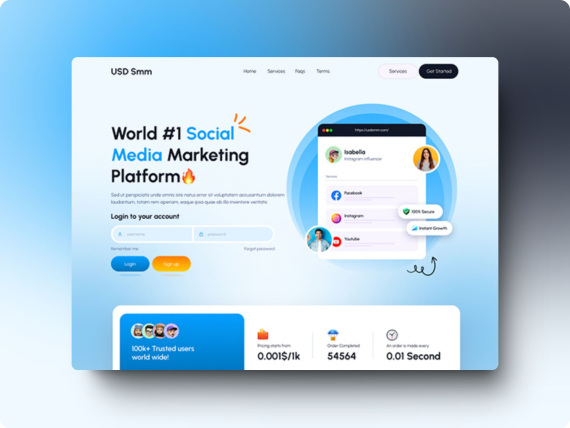 USD Smm
Home Services Faqs Terms
Services
Get Started
World #1 Social
Media Marketing
Platform🔥
Sed ut perspiciatis unde omnis iste natus error sit voluptatem accusantium dolorem
laudantium, totam rem aperiam, eaque ipsa quae ab illo inventore veritatis
Login to your account
username
password
Remember me
Forgot password
Login
Sign up
Isabella
Instagram Influencer
Services
Facebook
Instagram
Youtube
100% Secure
Instant Growth
100k+ Trusted users
world wide!
Pricing starts from
0.001$/1k
Order Completed
54564
An order is made every
0.01 Second